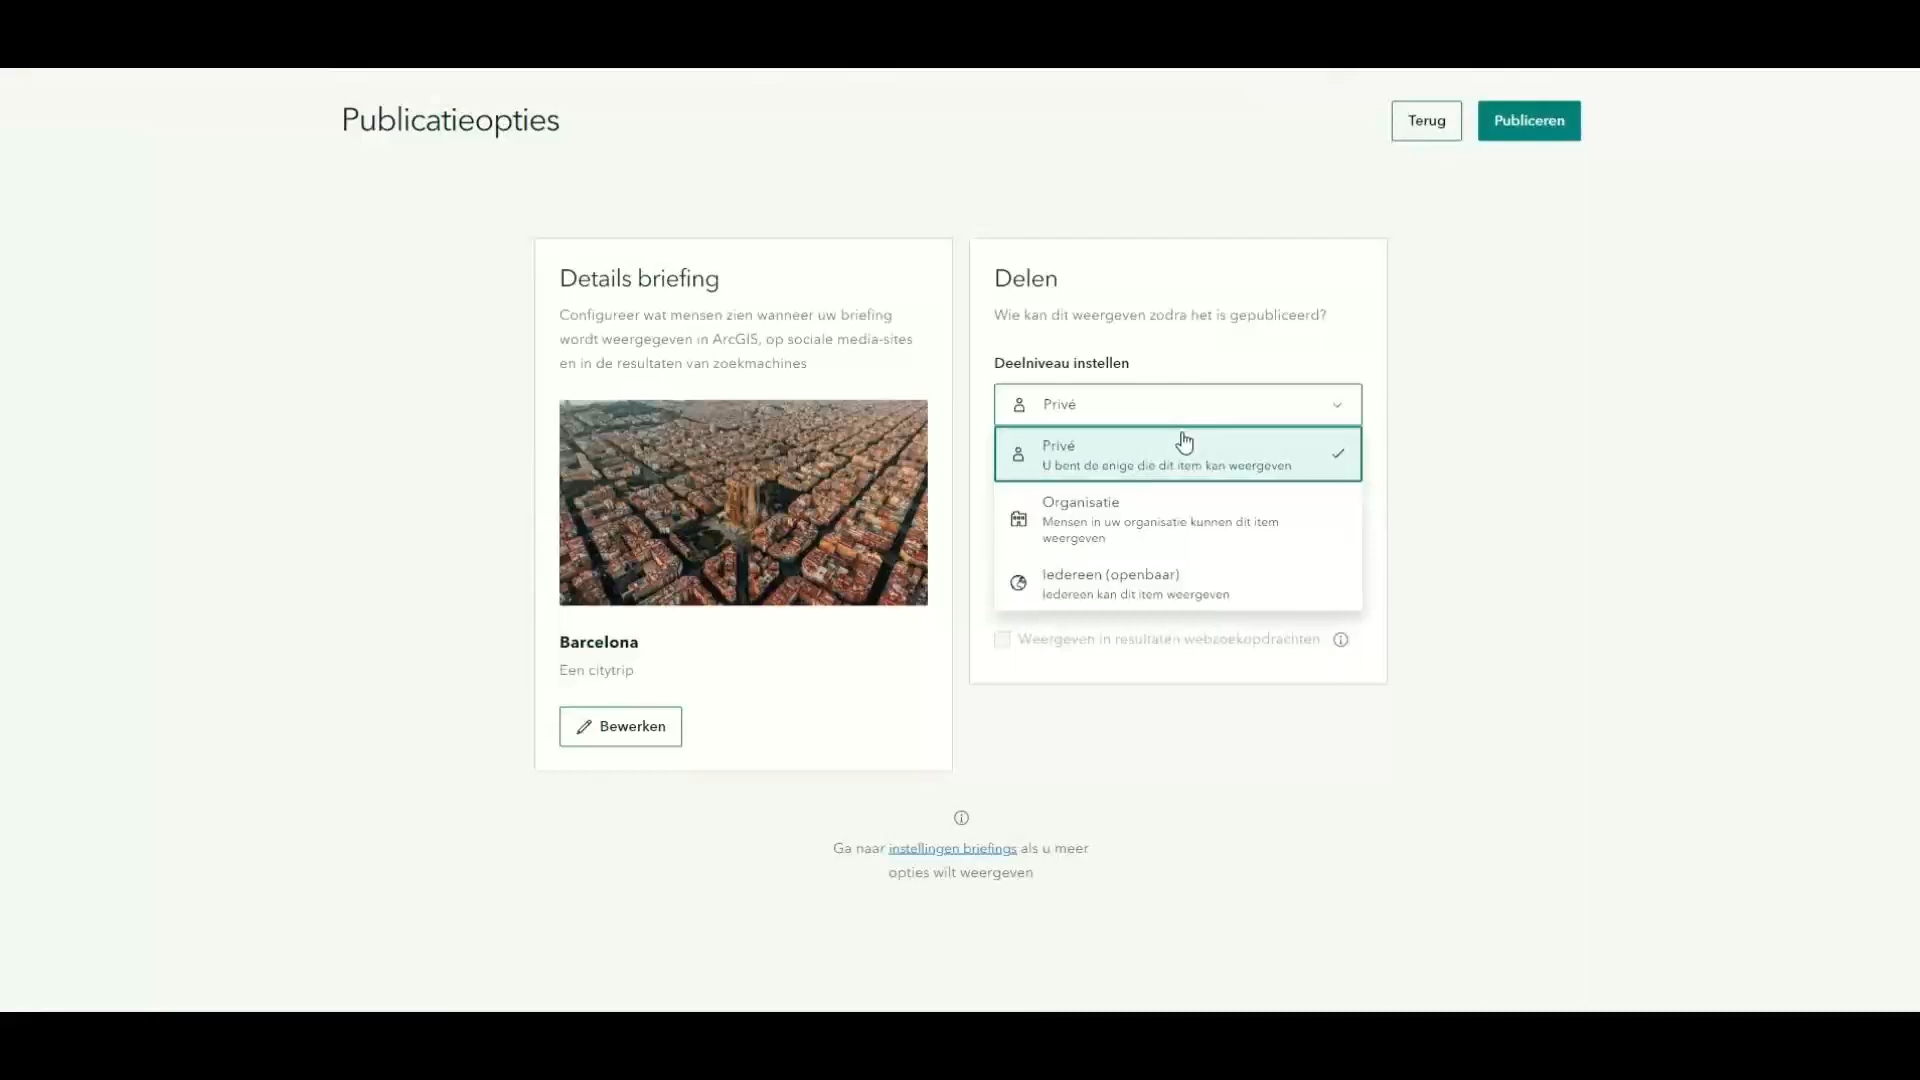 Publicatieopties
Terug
Publiceren
Details briefing
Configureer wat mensen zien wanneer uw briefing
wordt weergegeven in ArcGIS, op sociale media-sites
en in de resultaten van zoekmachines
Barcelona
Een citytrip
Bewerken
Delen
Wie kan dit weergeven zodra het is gepubliceerd?
Deelniveau instellen
Privé
Privé
U bent de enige die dit item kan weergeven
Organisatie
Mensen in uw organisatie kunnen dit item
weergeven
Iedereen (openbaar)
Iedereen kan dit item weergeven
Weergeven in resultaten webzoekopdrachten
Ga naar instellingen briefings als u meer
opties wilt weergeven